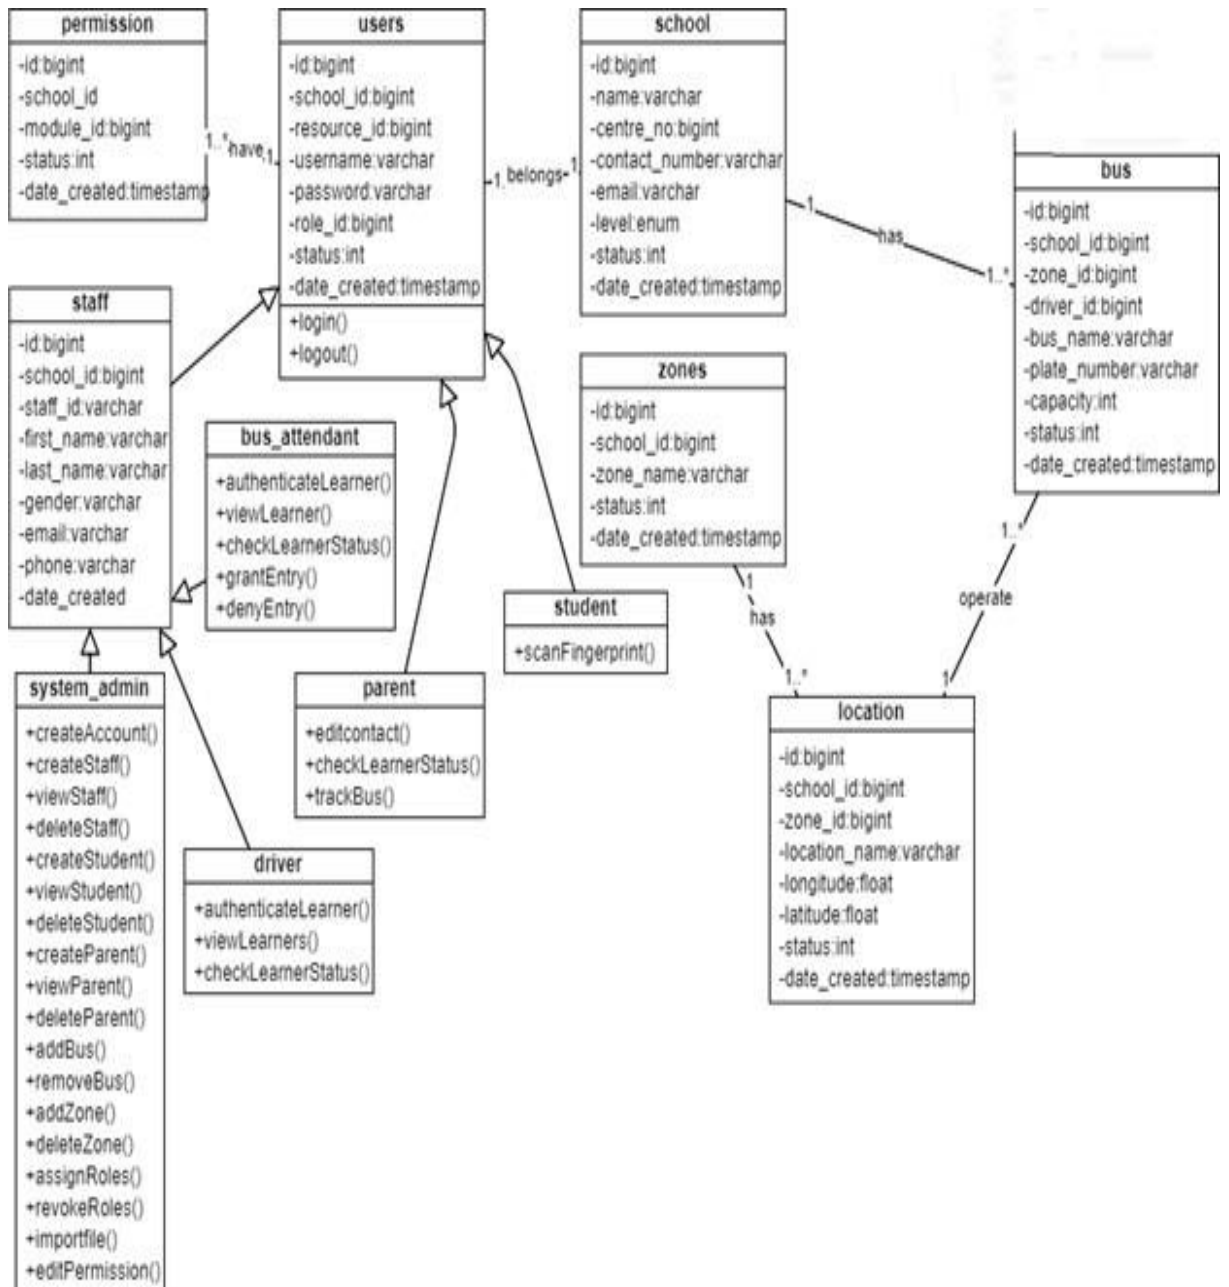 permission
-id:bigint
-school_id
-module_id:bigint
-status:int
-date_created:timestamp
1..*
have
1
users
-id:bigint
-school_id:bigint
-resource_id:bigint
-username:varchar
-password:varchar
-role_id:bigint
-status:int
-date_created:timestamp
+login()
+logout()
1
belongs
1
school
-id:bigint
-name:varchar
-centre_no:bigint
-contact_number:varchar
-email:varchar
-level:enum
-status:int
-date_created:timestamp
1
has
1..*
bus
-id:bigint
-school_id:bigint
-zone_id:bigint
-driver_id:bigint
-bus_name:varchar
-plate_number:varchar
-capacity:int
-status:int
-date_created:timestamp
staff
-id:bigint
-school_id:bigint
-staff_id:varchar
-first_name:varchar
-last_name:varchar
-gender:varchar
-email:varchar
-phone:varchar
-date_created
bus_attendant
+authenticateLearner()
+viewLearner()
+checkLearnerStatus()
+grantEntry()
+denyEntry()
zones
-id:bigint
-school_id:bigint
-zone_name:varchar
-status:int
-date_created:timestamp
1
has
1..*
1..*
operate
1
student
+scanFingerprint()
system_admin
+createAccount()
+createStaff()
+viewStaff()
+deleteStaff()
+createStudent()
+viewStudent()
+deleteStudent()
+createParent()
+viewParent()
+deleteParent()
+addBus()
+removeBus()
+addZone()
+deleteZone()
+assignRoles()
+revokeRoles()
+importfile()
+editPermission()
parent
+editcontact()
+checkLearnerStatus()
+trackBus()
driver
+authenticateLearner()
+viewLearners()
+checkLearnerStatus()
location
-id:bigint
-school_id:bigint
-zone_id:bigint
-location_name:varchar
-longitude:float
-latitude:float
-status:int
-date_created:timestamp